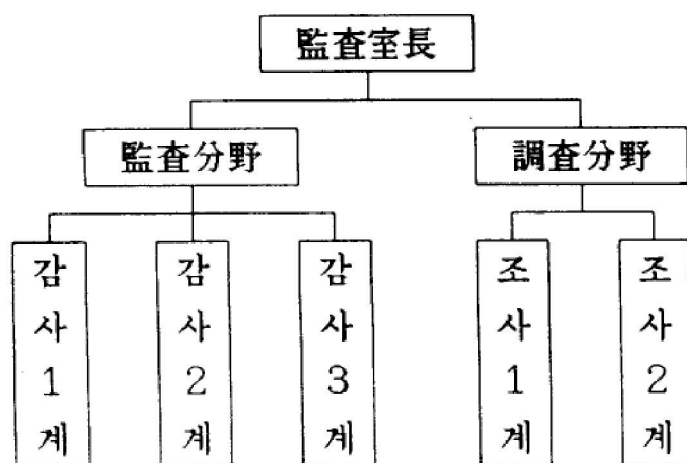 監査室長
監査分野
調査分野
감사1계
감사2계
감사3계
조사1계
조사2계